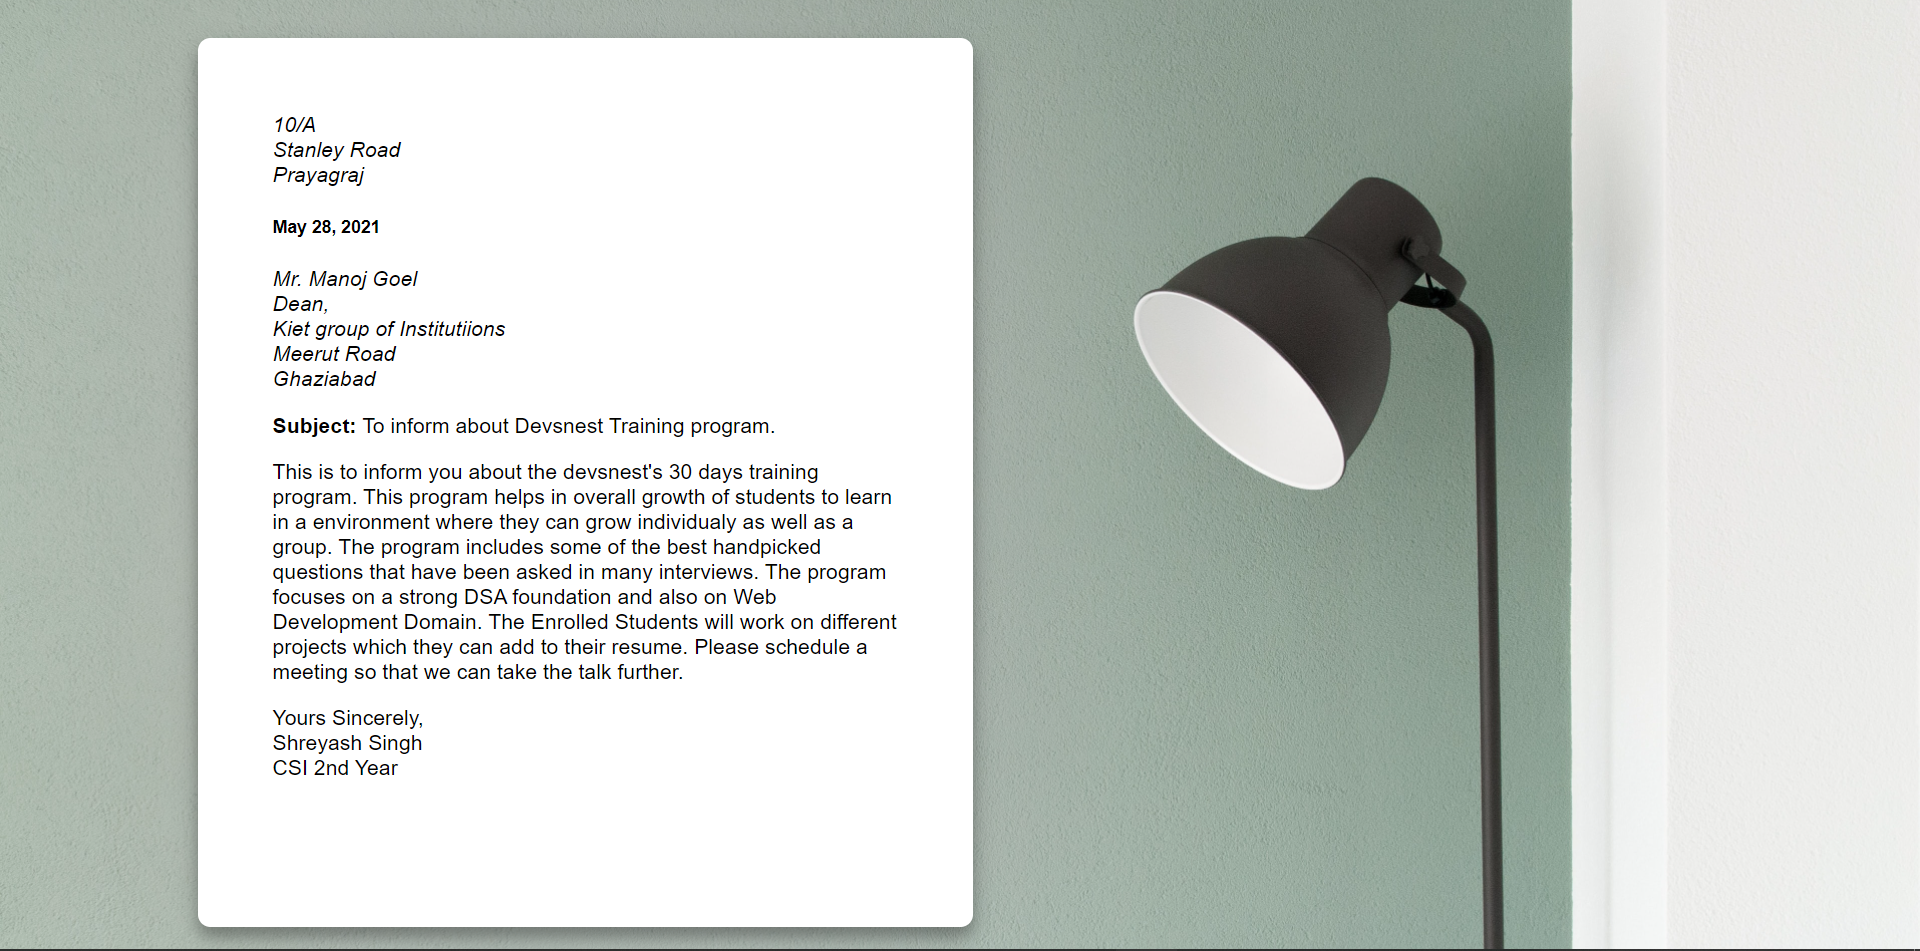 10/A
Stanley Road
Prayagraj
May 28, 2021
Mr. Manoj Goel
Dean,
Kiet group of Institutiions
Meerut Road
Ghaziabad
Subject: To inform about Devsnest Training program.
This is to inform you about the devsnest's 30 days training
program. This program helps in overall growth of students to learn
in a environment where they can grow individualy as well as a
group. The program includes some of the best handpicked
questions that have been asked in many interviews. The program
focuses on a strong DSA foundation and also on Web
Development Domain. The Enrolled Students will work on different
projects which they can add to their resume. Please schedule a
meeting so that we can take the talk further.
Yours Sincerely,
Shreyash Singh
CSI 2nd Year